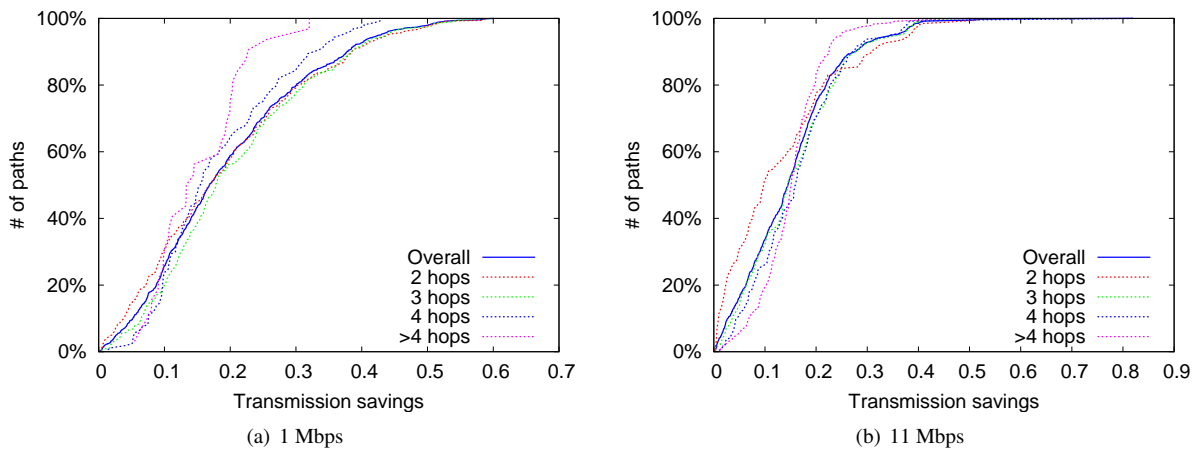 100%
80%
60%
40%
20%
0%
# of paths
0 0.1 0.2 0.3 0.4 0.5 0.6 0.7
Transmission savings
Overall
2 hops
3 hops
4 hops
>4 hops
(a) 1 Mbps
100%
80%
60%
40%
20%
0%
# of paths
0 0.1 0.2 0.3 0.4 0.5 0.6 0.7 0.8 0.9
Transmission savings
Overall
2 hops
3 hops
4 hops
>4 hops
(b) 11 Mbps